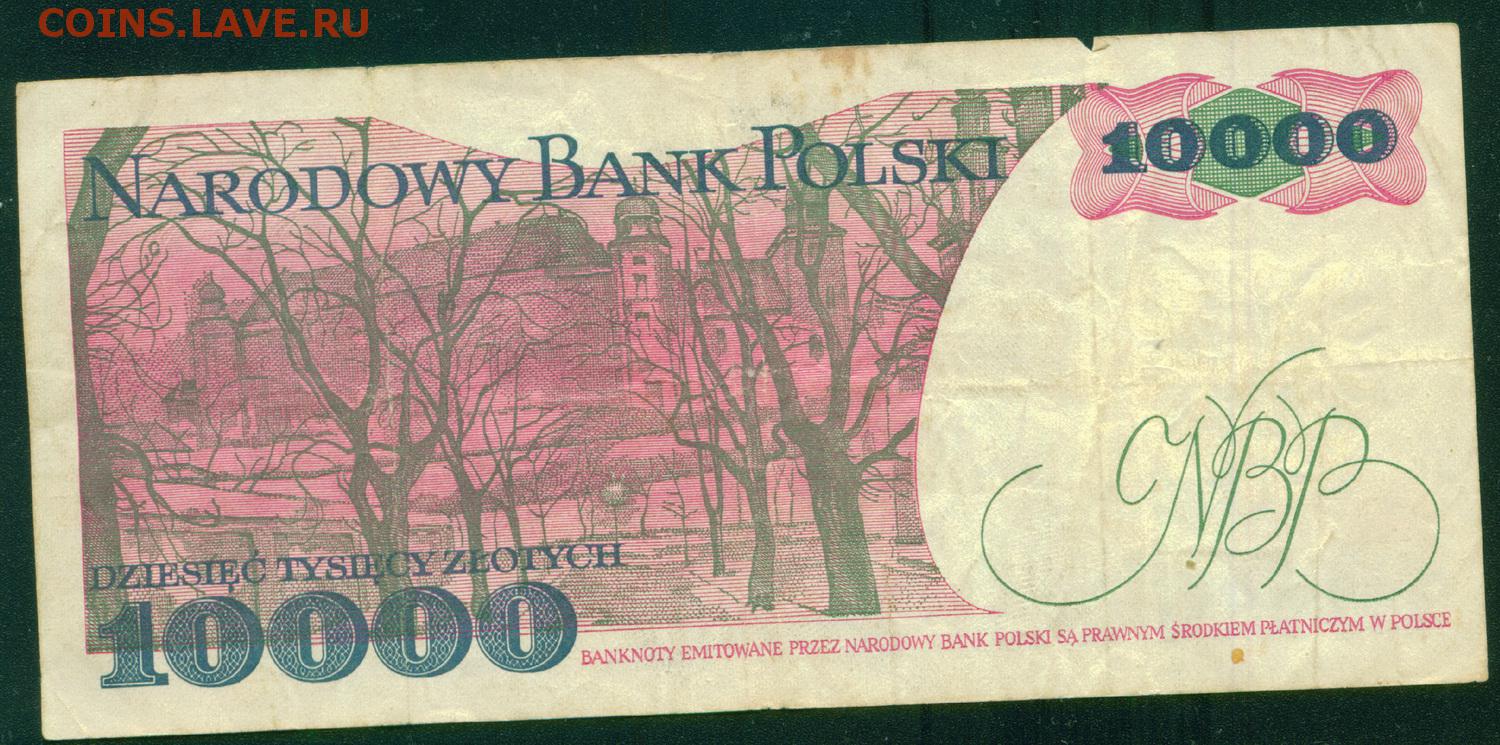 COINS.LAVE.RU
NARODOWY BANK POLSKI
10000
NBP
DZIESIĘĆ TYSIĘCY ZŁOTYCH
10000
BANKNOTY EMITOWANE PRZEZ NARODOWY BANK POLSKI SĄ PRAWNYM ŚRODKIEM PŁATNICZYM W POLSCE